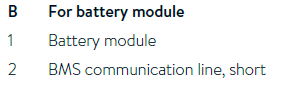 B For battery module
1 Battery module
2 BMS communication line, short